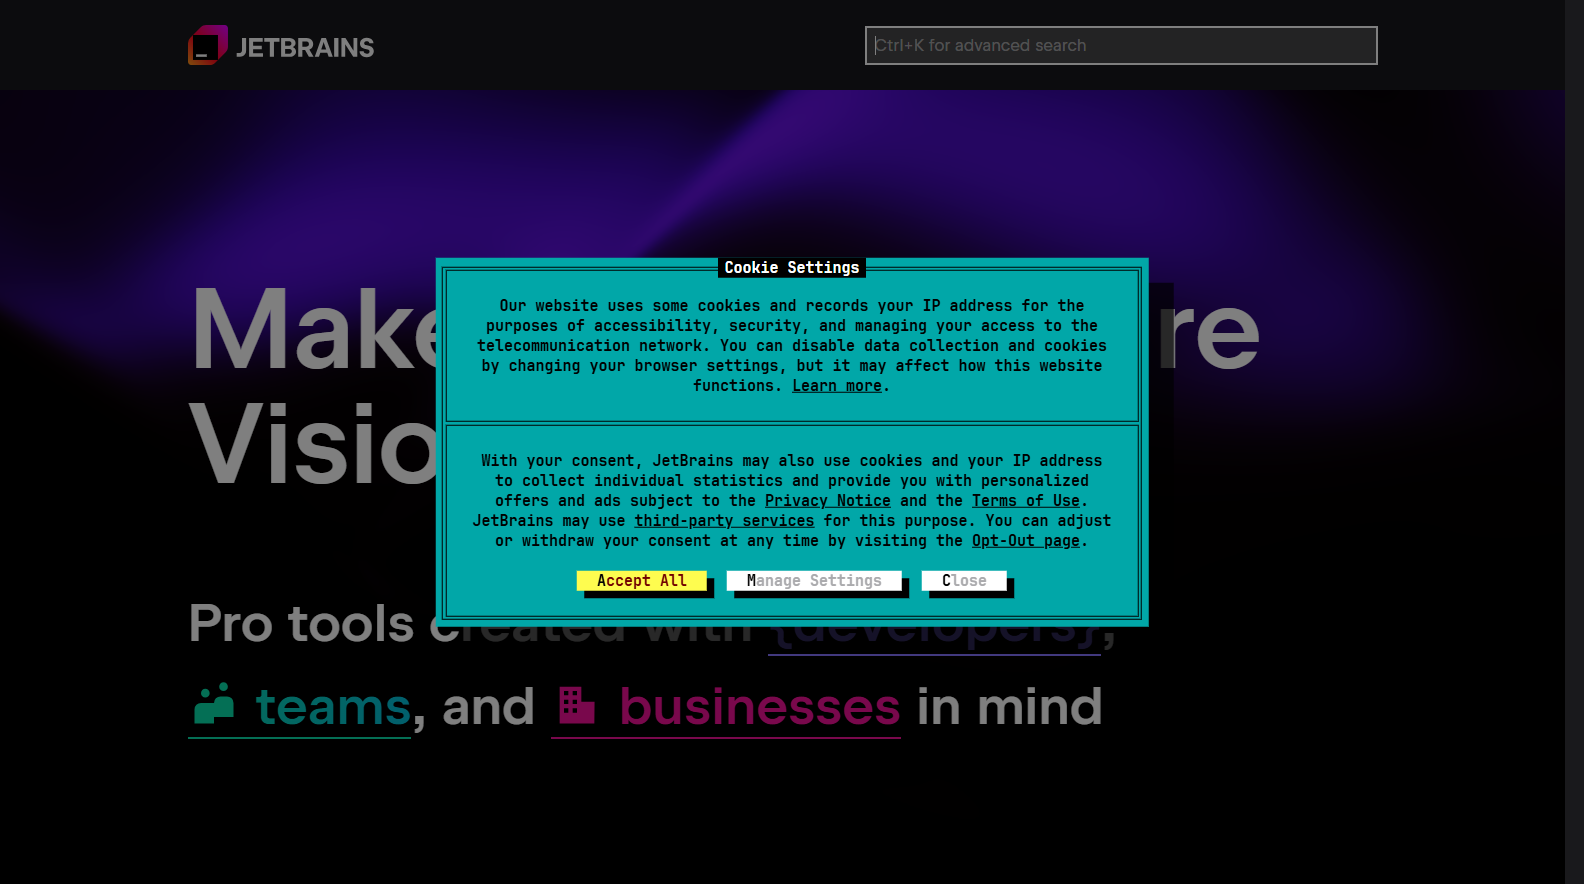 JETBRAINS
Ctrl+K for advanced search
Make
re
Visio
Cookie Settings
Our website uses some cookies and records your IP address for the
purposes of accessibility, security, and managing your access to the
telecommunication network. You can disable data collection and cookies
by changing your browser settings, but it may affect how this website
functions. Learn more.
With your consent, JetBrains may also use cookies and your IP address
to collect individual statistics and provide you with personalized
offers and ads subject to the Privacy Notice and the Terms of Use.
JetBrains may use third-party services for this purpose. You can adjust
or withdraw your consent at any time by visiting the Opt-Out page.
Accept All
Manage Settings
Close
Pro tools created with {developers},
teams, and businesses in mind